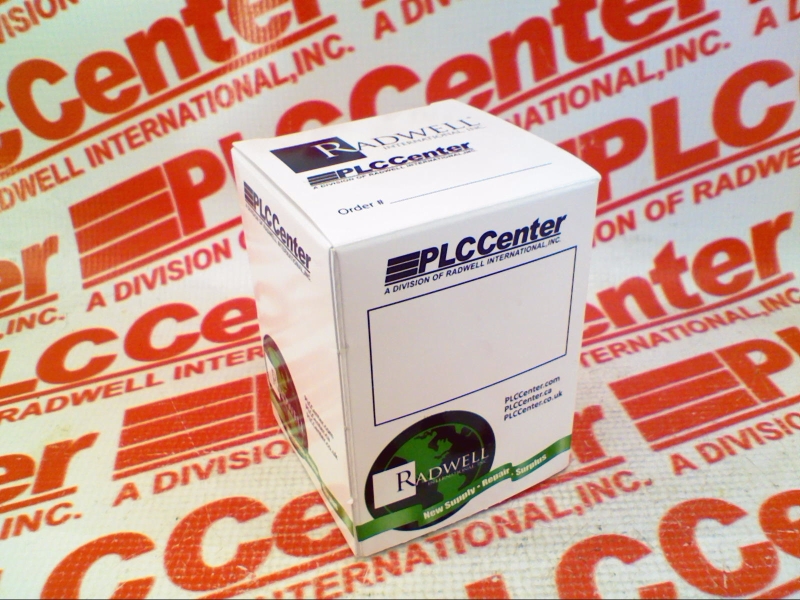 RADWELL
INTERNATIONAL, INC.
PLCCenter
A DIVISION OF RADWELL INTERNATIONAL, INC.
Order #
PLCCenter
PLCCenter
A DIVISION OF RADWELL INTERNATIONAL, INC.
PLCCenter.com
PLCCenter.ca
PLCCenter.co.uk
RADWELL
New Supply - Repair - Surplus
PLCCenter
A DIVISION OF RADWELL INTERNATIONAL, INC.